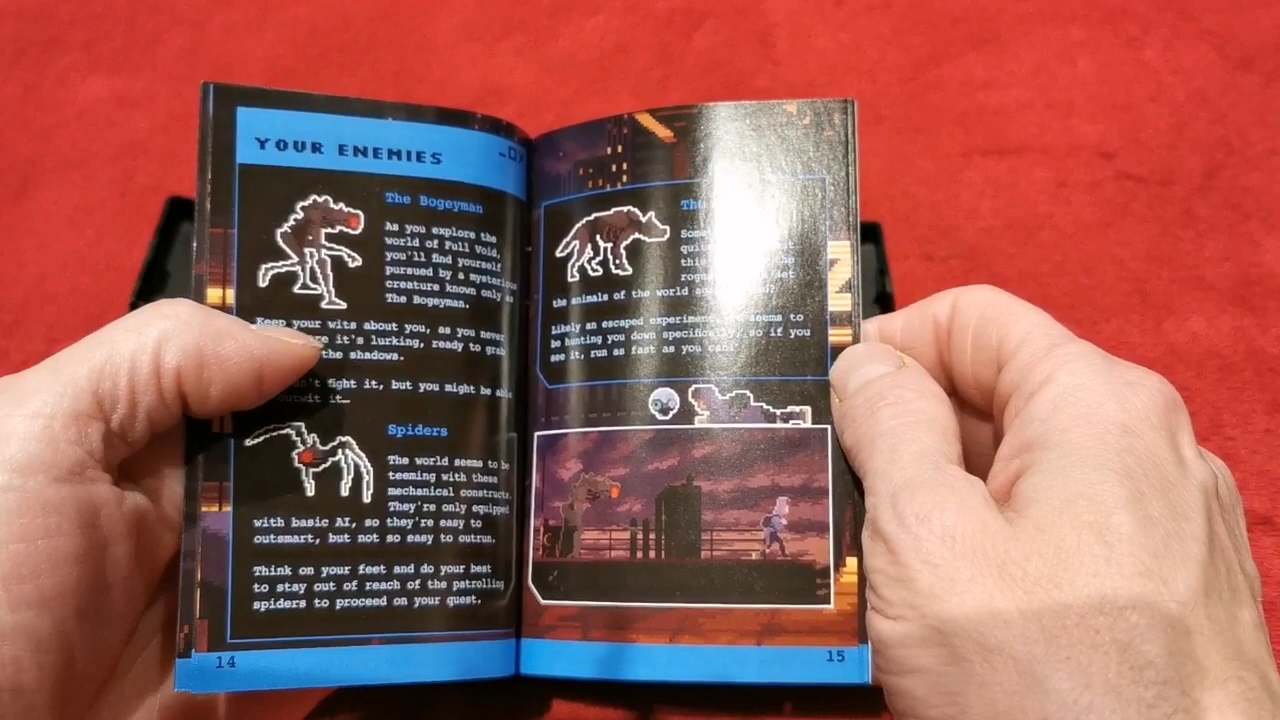 YOUR ENEMIES
The Bogeyman
As you explore the
world of Full Void,
you'll find yourself
pursued by a mysterious
creature known only as
The Bogeyman.
Keep your wits about you, as you never
it's lurking, ready to grab
the shadows.
fight it, but you might be able
outwit it…
Spiders
The world seems to be
teeming with these
mechanical constructs.
They're only equipped
with basic AI, so they're easy to
outsmart, but not so easy to outrun.
Think on your feet and do your best
to stay out of reach of the patrolling
spiders to proceed on your quest.
14
the animals of the world
Likely an escaped experiment, seems to
be hunting you down specifically, so if you
see it, run as fast as you can!
15